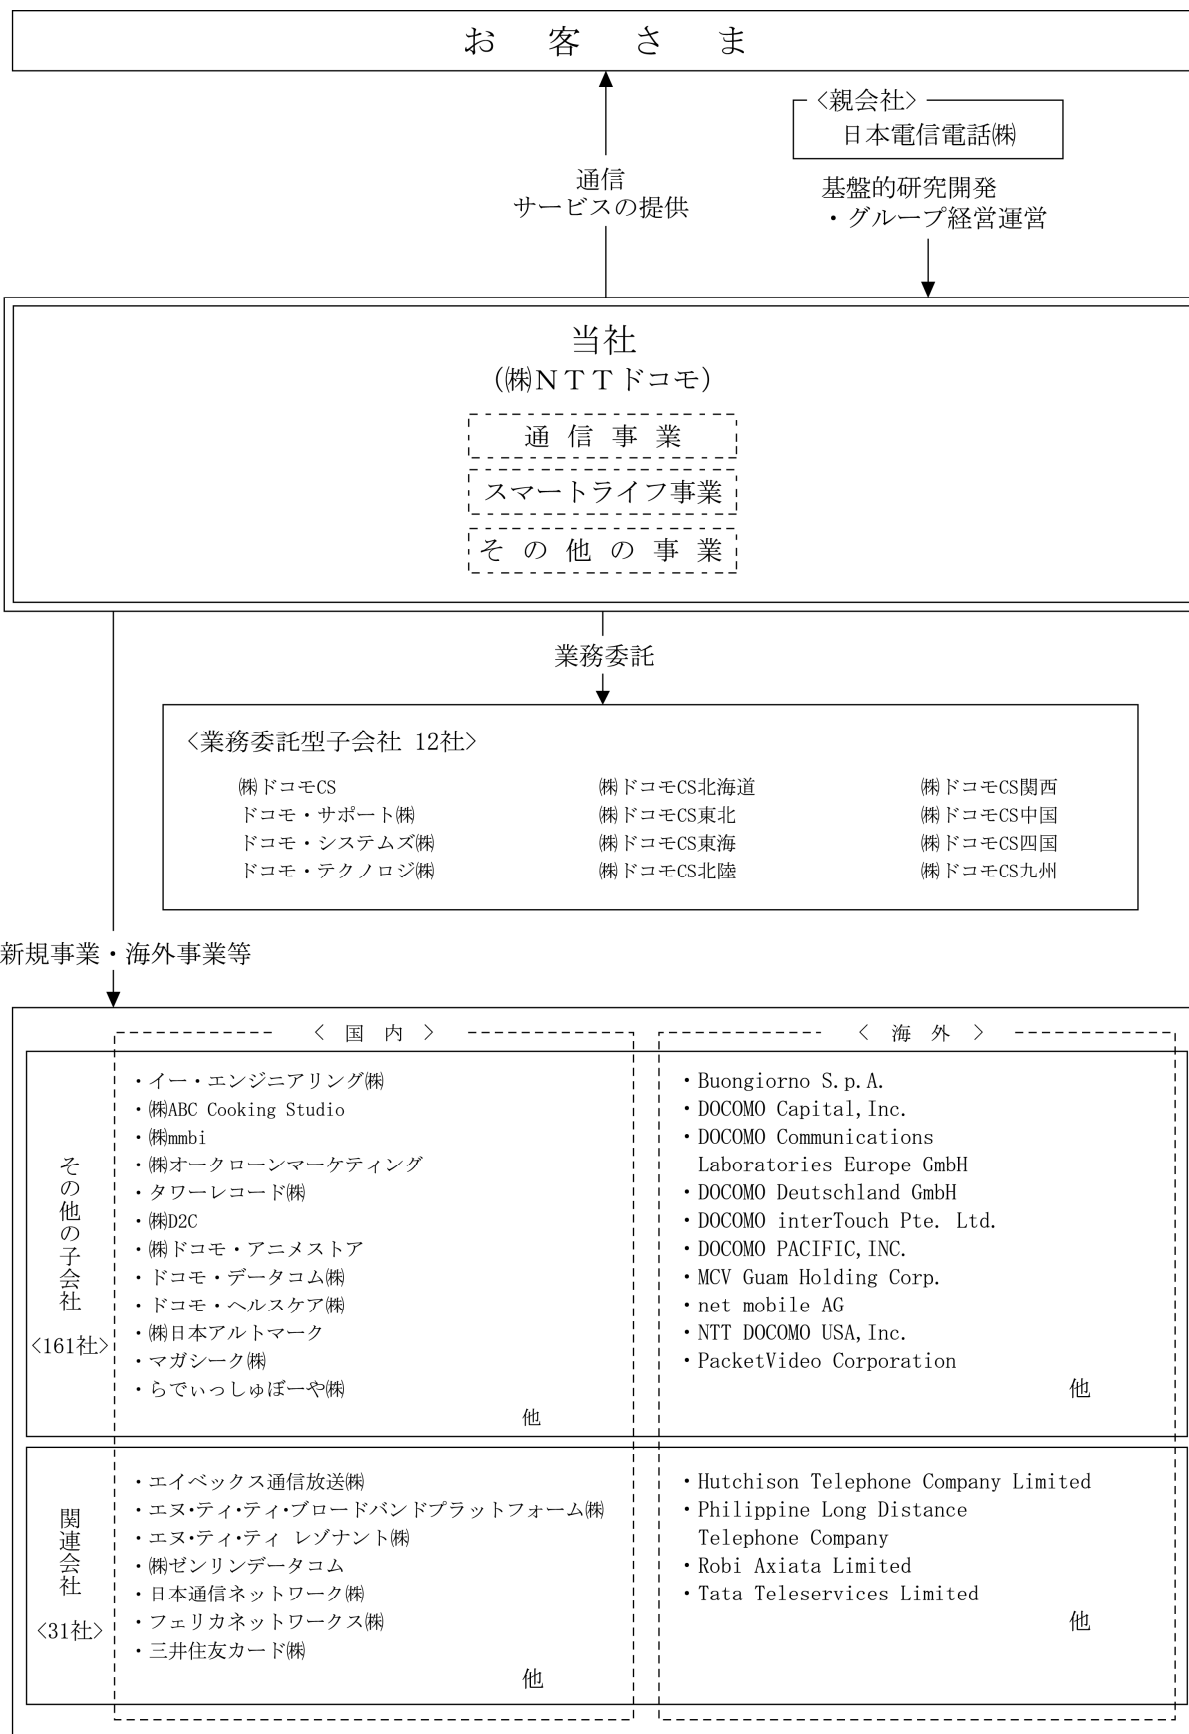 お客さま
<親会社>
日本電信電話㈱
通信
サービスの提供
基盤的研究開発
・グループ経営運営
当社
(㈱NTTドコモ)
通信事業
スマートライフ事業
その他の事業
業務委託
<業務委託型子会社 12社>
㈱ドコモCS
ドコモ・サポート㈱
ドコモ・システムズ㈱
ドコモ・テクノロジ㈱
㈱ドコモCS北海道
㈱ドコモCS東北
㈱ドコモCS東海
㈱ドコモCS北陸
㈱ドコモCS関西
㈱ドコモCS中国
㈱ドコモCS四国
㈱ドコモCS九州
新規事業・海外事業等
<国内>
<海外>
その他の子会社
<161社>
・イー・エンジニアリング㈱
・㈱ABC Cooking Studio
・㈱mmbi
・㈱オークローンマーケティング
・タワーレコード㈱
・㈱D2C
・㈱ドコモ・アニメストア
・ドコモ・データコム㈱
・ドコモ・ヘルスケア㈱
・㈱日本アルトマーク
・マガシーク㈱
・らでぃっしゅぼーや㈱
他
・Buongiorno S.p.A.
・DOCOMO Capital,Inc.
・DOCOMO Communications
Laboratories Europe GmbH
・DOCOMO Deutschland GmbH
・DOCOMO interTouch Pte. Ltd.
・DOCOMO PACIFIC,INC.
・MCV Guam Holding Corp.
・net mobile AG
・NTT DOCOMO USA,Inc.
・PacketVideo Corporation
他
関連会社
<31社>
・エイベックス通信放送㈱
・エヌ・ティ・ティ・ブロードバンドプラットフォーム㈱
・エヌ・ティ・ティ レゾナント㈱
・㈱ゼンリンデータコム
・日本通信ネットワーク㈱
・フェリカネットワークス㈱
・三井住友カード㈱
他
・Hutchison Telephone Company Limited
・Philippine Long Distance
Telephone Company
・Robi Axiata Limited
・Tata Teleservices Limited
他